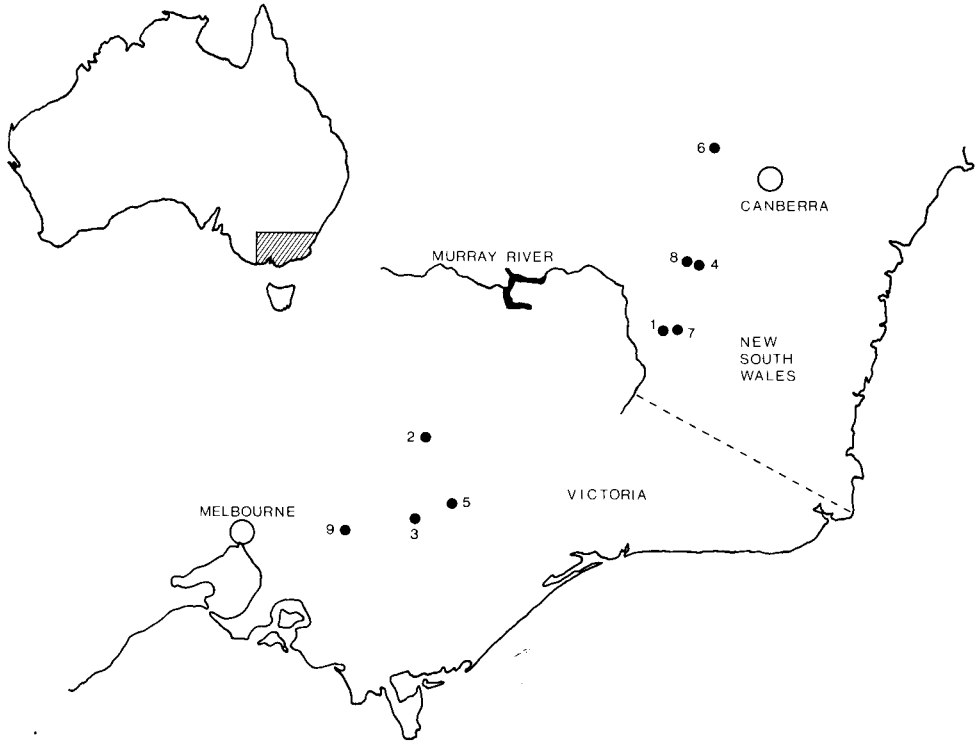 6
CANBERRA
MURRAY RIVER
8
4
1
7
NEW
SOUTH
WALES
2
VICTORIA
5
MELBOURNE
9
3